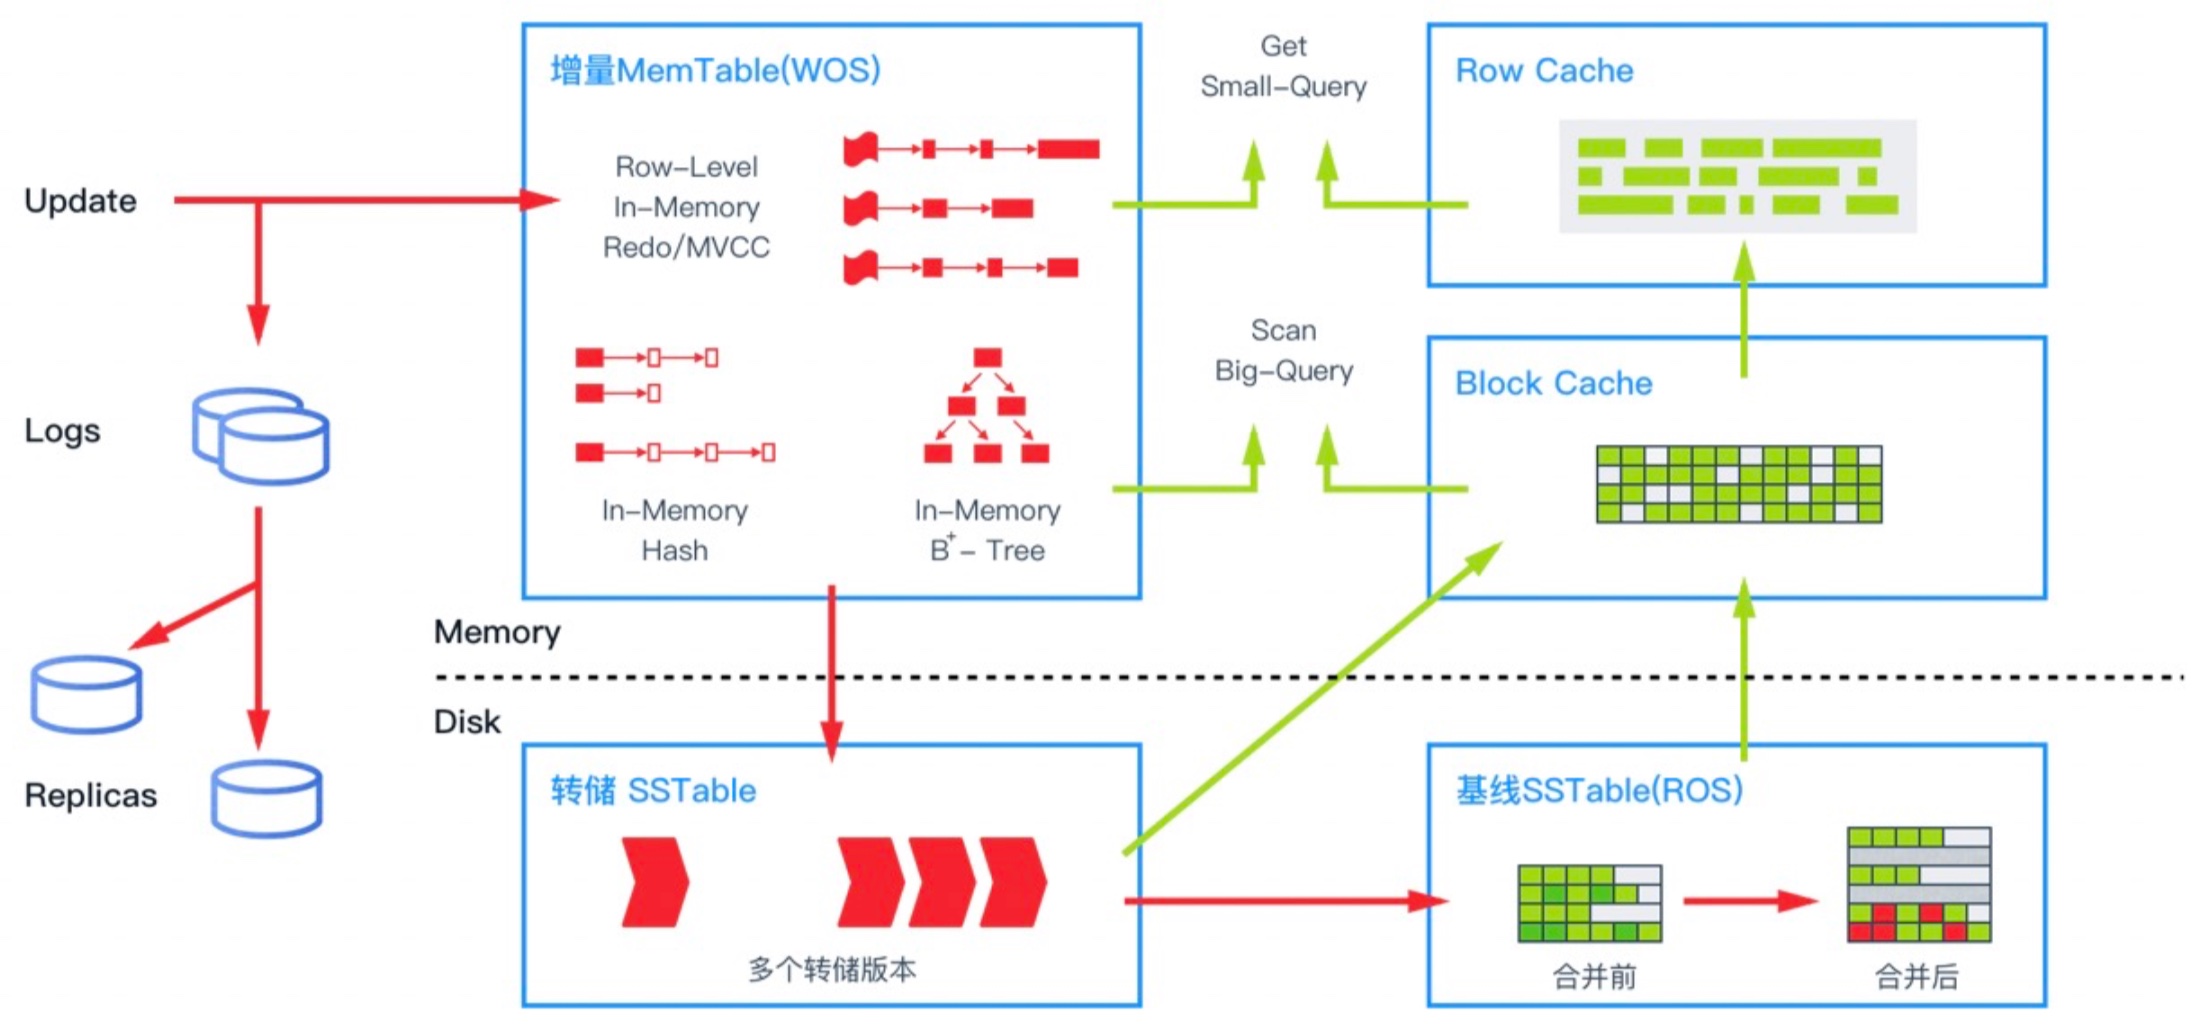 Update
Logs
Replicas
增量MemTable(WOS)
Row-Level
In-Memory
Redo/MVCC
In-Memory
Hash
In-Memory
B+- Tree
Get
Small-Query
Scan
Big-Query
Row Cache
Block Cache
Memory
Disk
转储 SSTable
多个转储版本
基线SSTable(ROS)
合并前
合并后